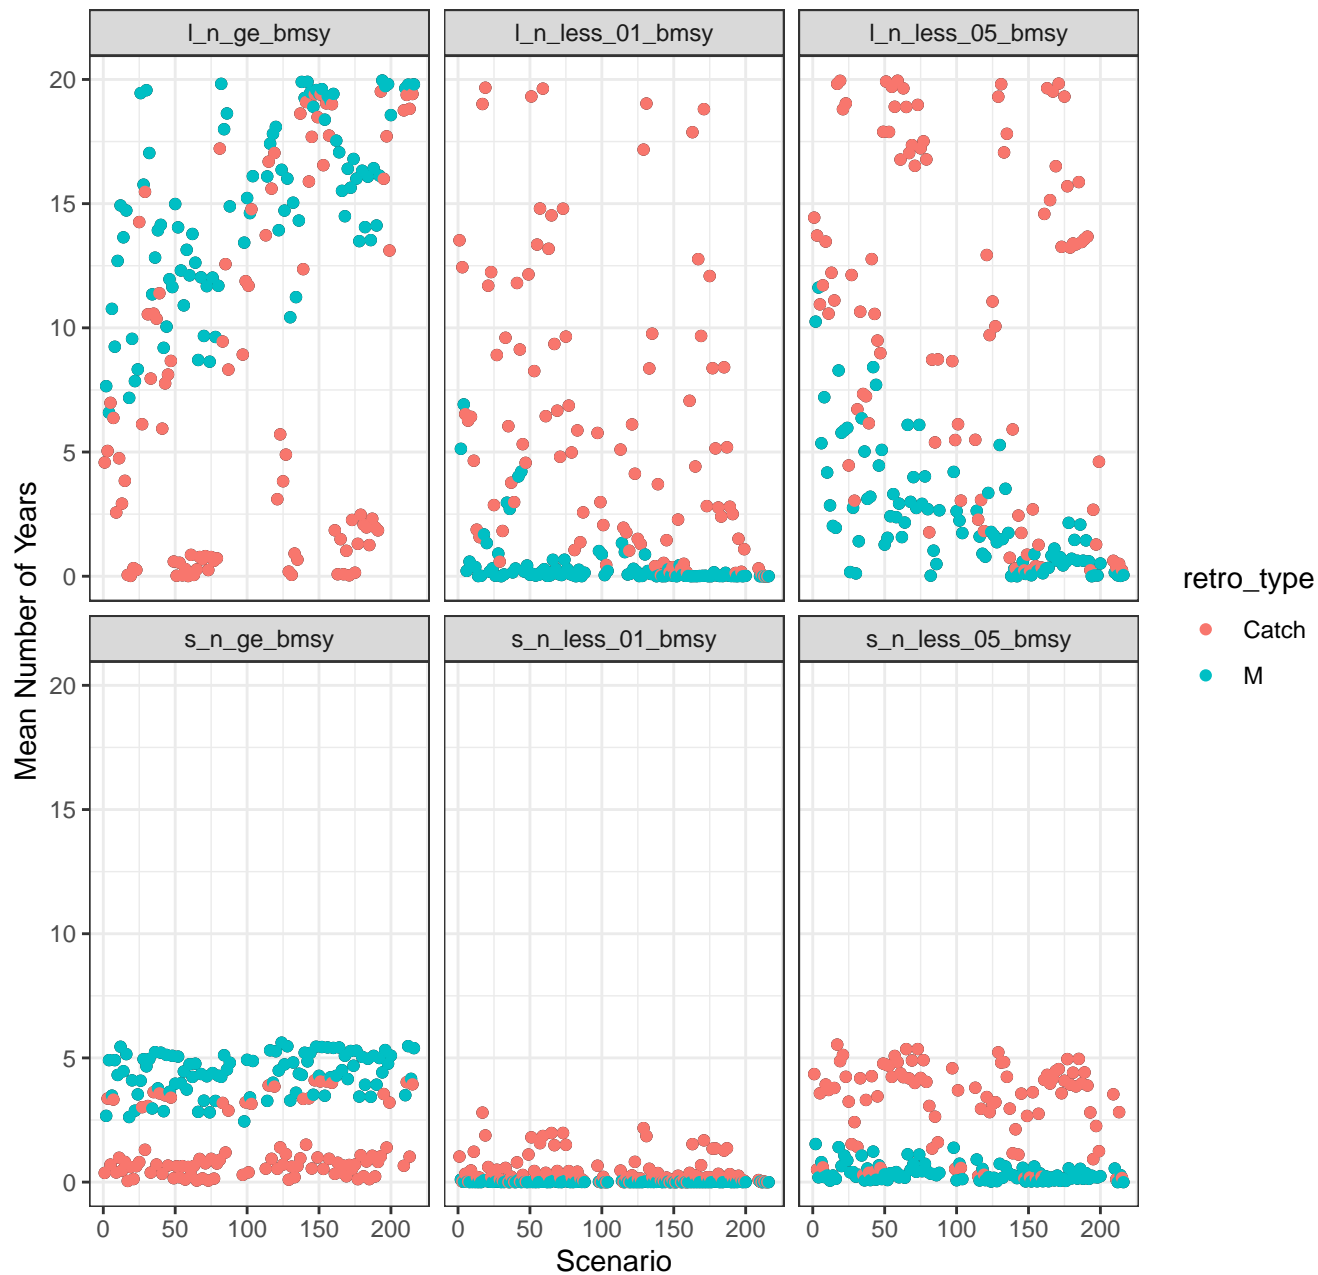 l_n_ge_bmsy
l_n_less_01_bmsy
l_n_less_05_bmsy
20
15
10
5
0
s_n_ge_bmsy
s_n_less_01_bmsy
s_n_less_05_bmsy
20
15
10
5
0
0 50 100 150 200
0 50 100 150 200
0 50 100 150 200
Scenario
Mean Number of Years
retro_type
Catch
M